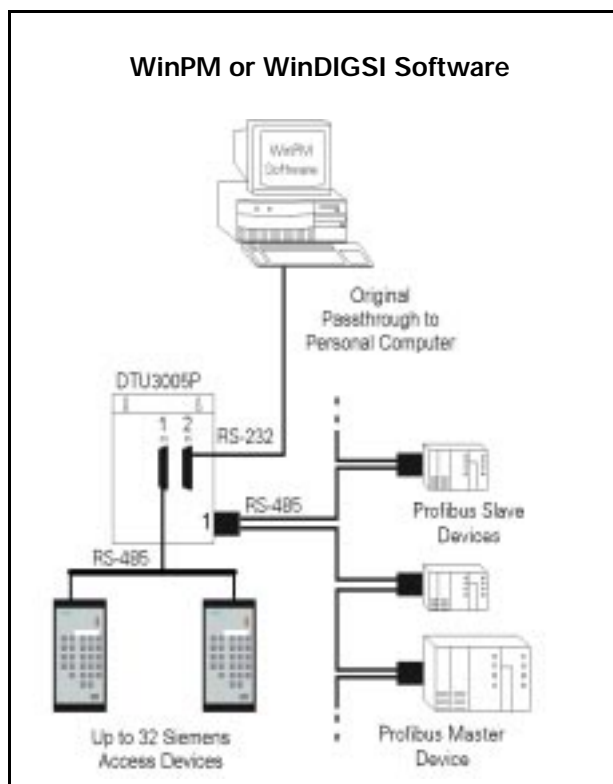 WinPM or WinDIGSI Software
WinPM
Software
Original
Passthrough to
Personal Computer
DTU3005P
1 2
RS-232
RS-485
1
Profibus Slave
Devices
RS-485
Up to 32 Siemens
Access Devices
Profibus Master
Device